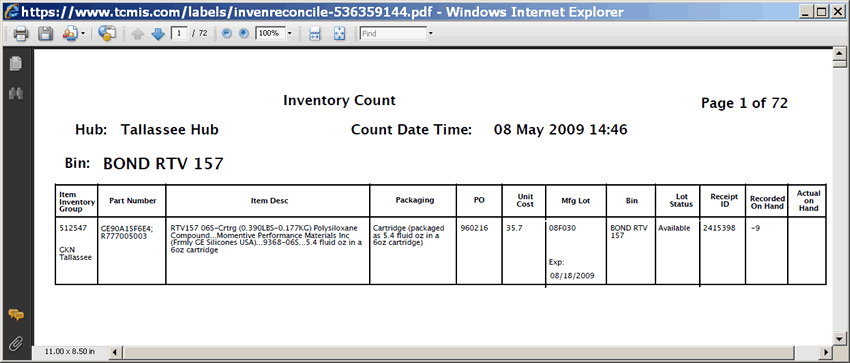 https://www.tcmis.com/labels/invenreconcile-536359144.pdf - Windows Internet Explorer
1 / 72 100% Find
Inventory Count
Page 1 of 72
Hub: Tallassee Hub Count Date Time: 08 May 2009 14:46
Bin: BOND RTV 157
Item Inventory Group Part Number Item Desc Packaging PO Unit Cost Mfg Lot Bin Lot Status Receipt ID Recorded On Hand Actual on Hand
512547 GE90A15F6E4; RTV157 06S-Crtrg (0.390LBS-0.177KG) Polysiloxane Cartridge (packaged 960216 35.7 08F030 BOND RTV Available 2415398 -9
R777005003 Compound...Momentive Performance Materials Inc as 5.4 fluid oz in a 157
GKN (Frmly GE Silicones USA)...9368-06S...5.4 fluid oz in a 6oz cartridge)
Tallassee 6oz cartridge
Exp:
08/18/2009
11.00 x 8.50 in